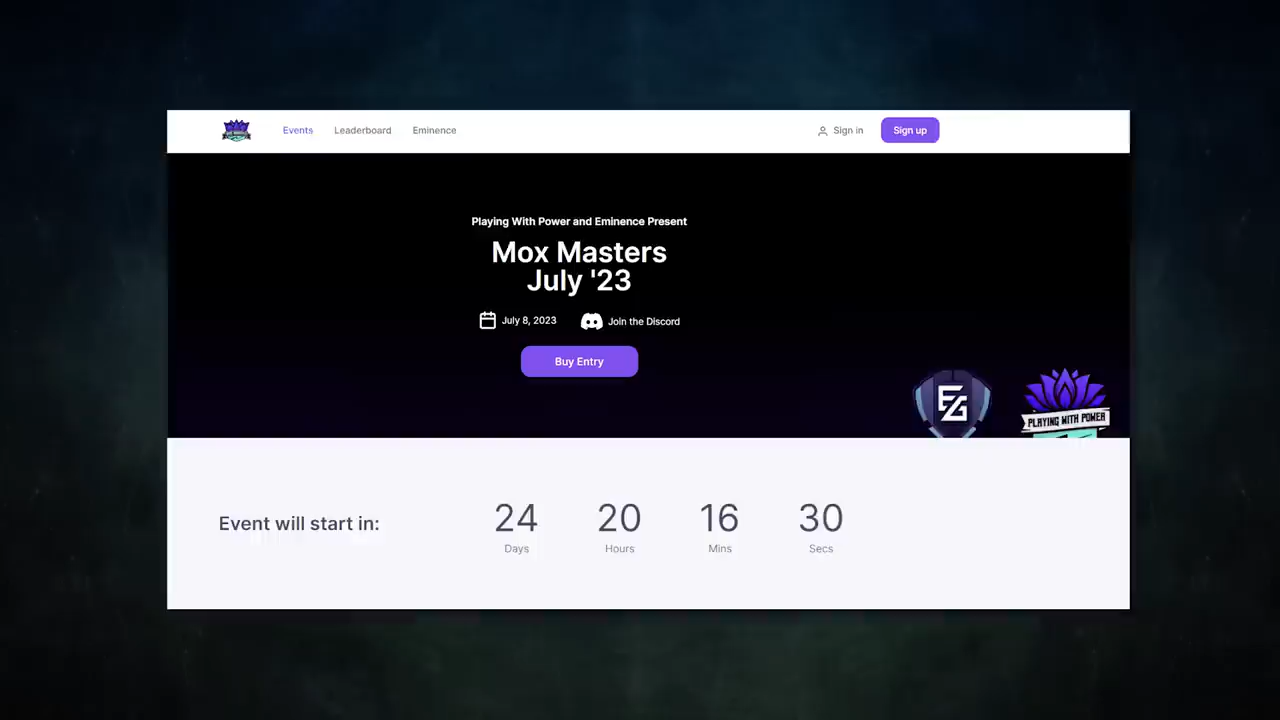 Events Leaderboard Eminence Sign in Sign up
Playing With Power and Eminence Present
Mox Masters
July '23
July 8, 2023 Join the Discord
Buy Entry
EG
PLAYING WITH POWER
Event will start in:
24 20 16 30
Days Hours Mins Secs